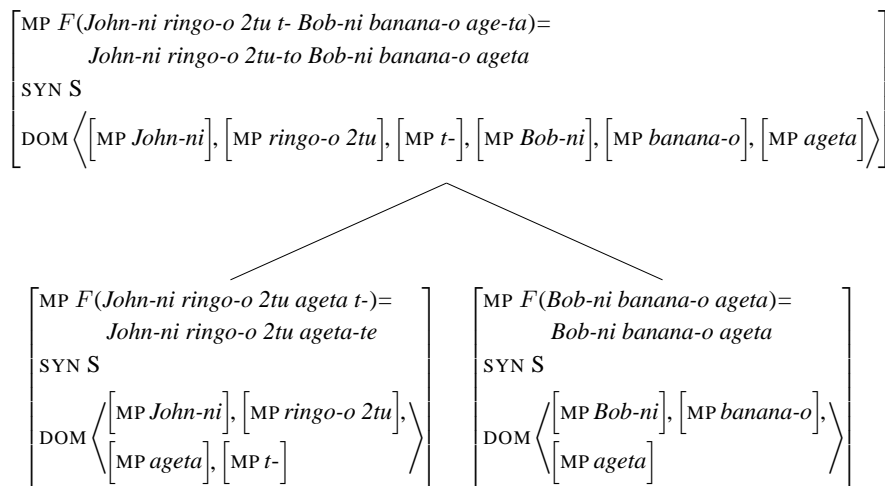 MP F(John-ni ringo-o 2tu t- Bob-ni banana-o age-ta)=
John-ni ringo-o 2tu-to Bob-ni banana-o ageta
SYN S
DOM ⟨[MP John-ni], [MP ringo-o 2tu], [MP t-], [MP Bob-ni], [MP banana-o], [MP ageta]⟩
MP F(John-ni ringo-o 2tu ageta t-)=
John-ni ringo-o 2tu ageta-te
SYN S
DOM ⟨[MP John-ni], [MP ringo-o 2tu],
[MP ageta], [MP t-]⟩
MP F(Bob-ni banana-o ageta)=
Bob-ni banana-o ageta
SYN S
DOM ⟨[MP Bob-ni], [MP banana-o],
[MP ageta]⟩